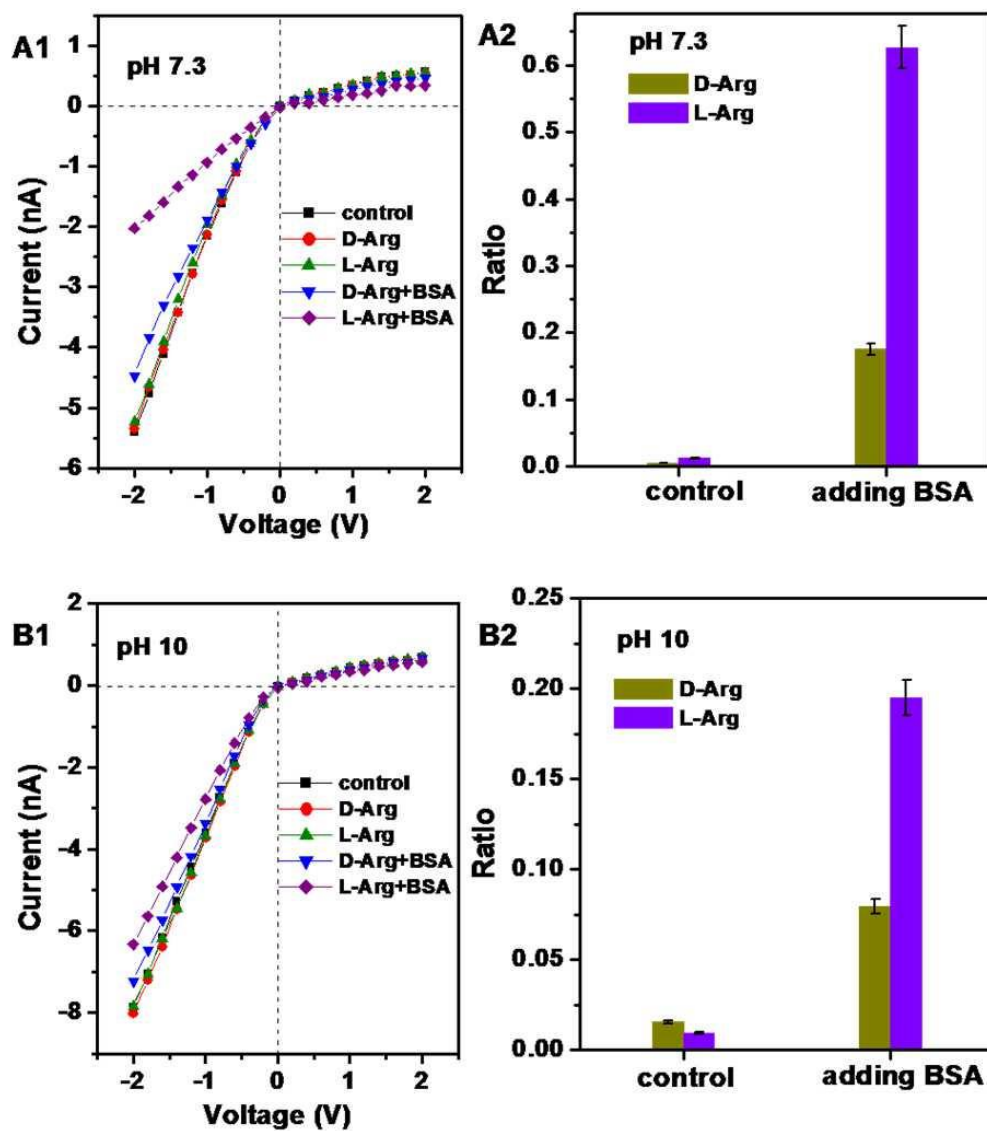 A1
pH 7.3
1
0
−1
−2
−3
−4
−5
−6
Current (nA)
control
D-Arg
L-Arg
D-Arg+BSA
L-Arg+BSA
−2 −1 0 1 2
Voltage (V)
A2
pH 7.3
D-Arg
L-Arg
0.6
0.5
0.4
0.3
0.2
0.1
0.0
Ratio
control adding BSA
B1
pH 10
2
0
−2
−4
−6
−8
Current (nA)
control
D-Arg
L-Arg
D-Arg+BSA
L-Arg+BSA
−2 −1 0 1 2
Voltage (V)
B2
pH 10
D-Arg
L-Arg
0.25
0.20
0.15
0.10
0.05
0.00
Ratio
control adding BSA